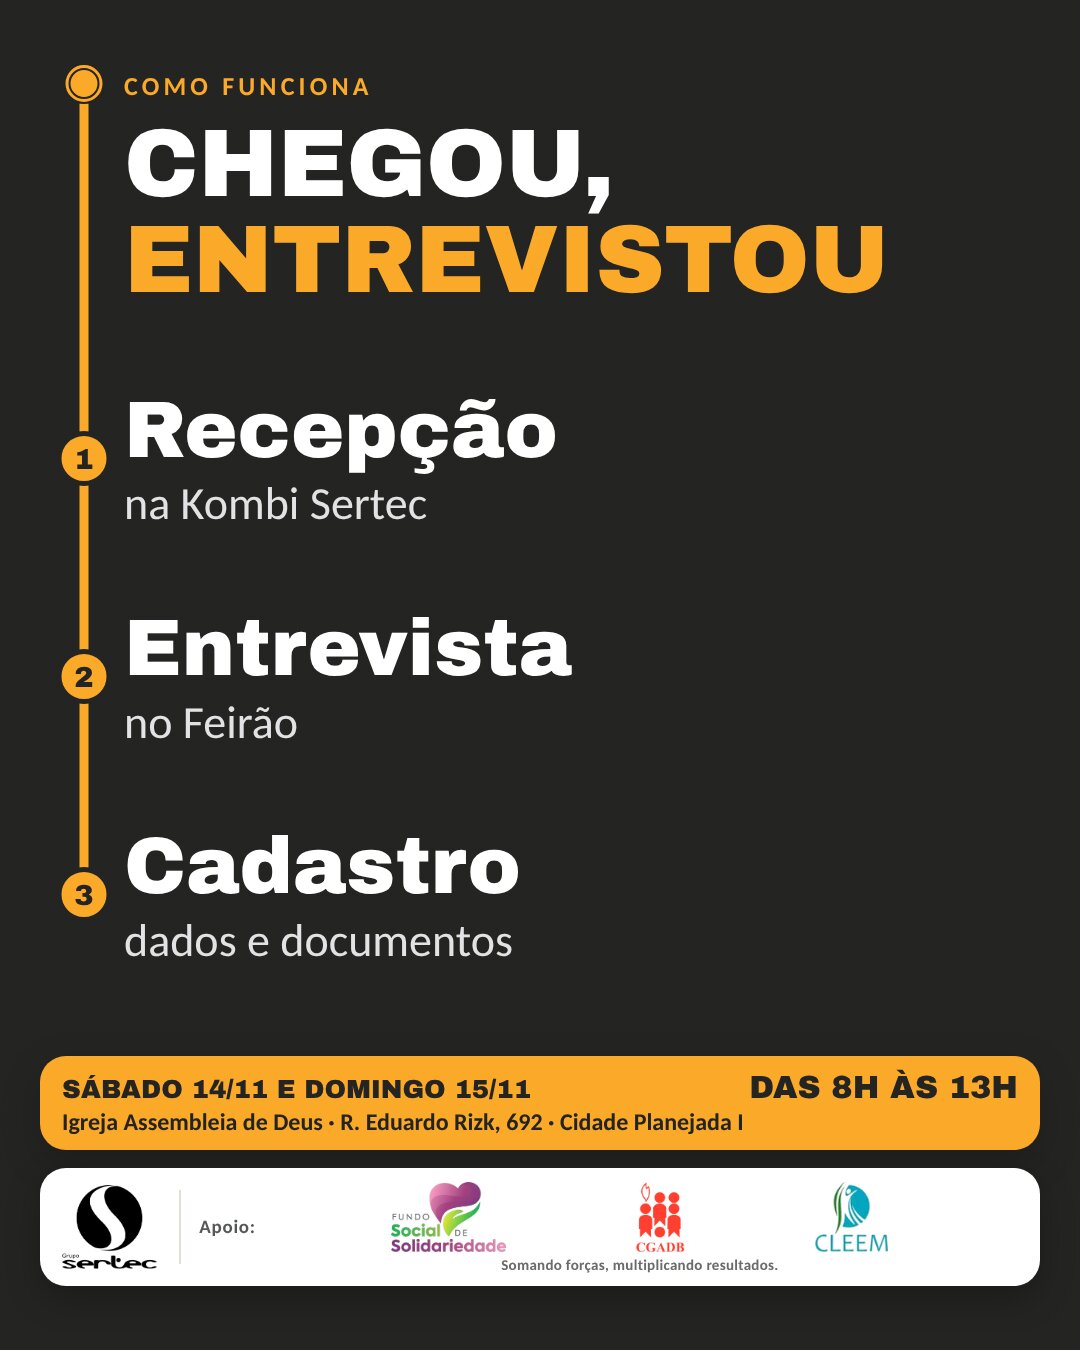 COMO FUNCIONA
CHEGOU,
ENTREVISTOU
1
Recepção
na Kombi Sertec
2
Entrevista
no Feirão
3
Cadastro
dados e documentos
SÁBADO 14/11 E DOMINGO 15/11
DAS 8H ÀS 13H
Igreja Assembleia de Deus · R. Eduardo Rizk, 692 · Cidade Planejada I
Grupo
sertec
Apoio:
FUNDO
Social DE
Solidariedade
CGADB
CLEEM
Somando forças, multiplicando resultados.